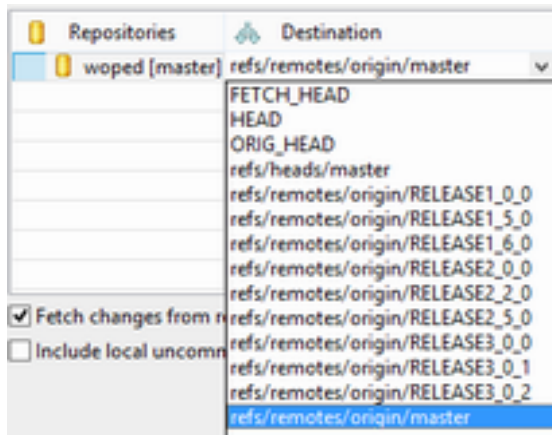 Repositories Destination
woped [master] refs/remotes/origin/master
FETCH_HEAD
HEAD
ORIG_HEAD
refs/heads/master
refs/remotes/origin/RELEASE1_0_0
refs/remotes/origin/RELEASE1_5_0
refs/remotes/origin/RELEASE1_6_0
refs/remotes/origin/RELEASE2_0_0
refs/remotes/origin/RELEASE2_2_0
refs/remotes/origin/RELEASE2_5_0
Fetch changes from r refs/remotes/origin/RELEASE3_0_0
Include local uncomm refs/remotes/origin/RELEASE3_0_1
refs/remotes/origin/RELEASE3_0_2
refs/remotes/origin/master